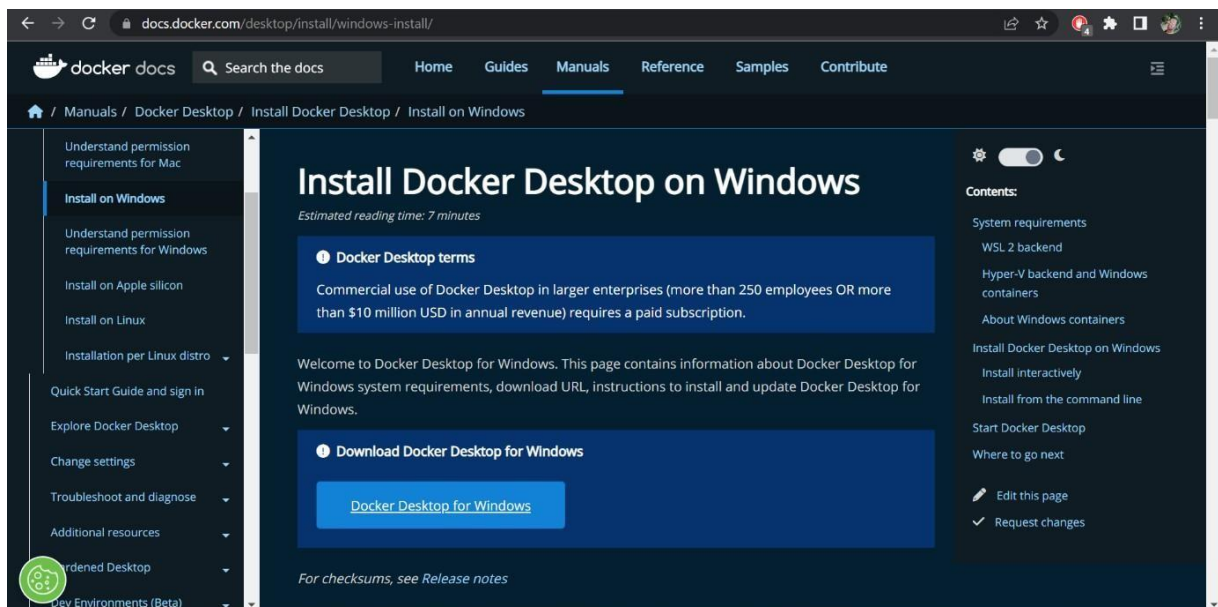 docs.docker.com/desktop/install/windows-install/
4
docker docs
Search the docs
Home Guides Manuals Reference Samples Contribute
/ Manuals / Docker Desktop / Install Docker Desktop / Install on Windows
Understand permission
requirements for Mac
Install on Windows
Understand permission
requirements for Windows
Install on Apple silicon
Install on Linux
Installation per Linux distro
Quick Start Guide and sign in
Explore Docker Desktop
Change settings
Troubleshoot and diagnose
Additional resources
rdened Desktop
Dev Environments (Beta)
Install Docker Desktop on Windows
Estimated reading time: 7 minutes
Docker Desktop terms
Commercial use of Docker Desktop in larger enterprises (more than 250 employees OR more
than $10 million USD in annual revenue) requires a paid subscription.
Welcome to Docker Desktop for Windows. This page contains information about Docker Desktop for
Windows system requirements, download URL, instructions to install and update Docker Desktop for
Windows.
Download Docker Desktop for Windows
Docker Desktop for Windows
For checksums, see Release notes
Contents:
System requirements
WSL 2 backend
Hyper-V backend and Windows
containers
About Windows containers
Install Docker Desktop on Windows
Install interactively
Install from the command line
Start Docker Desktop
Where to go next
Edit this page
Request changes